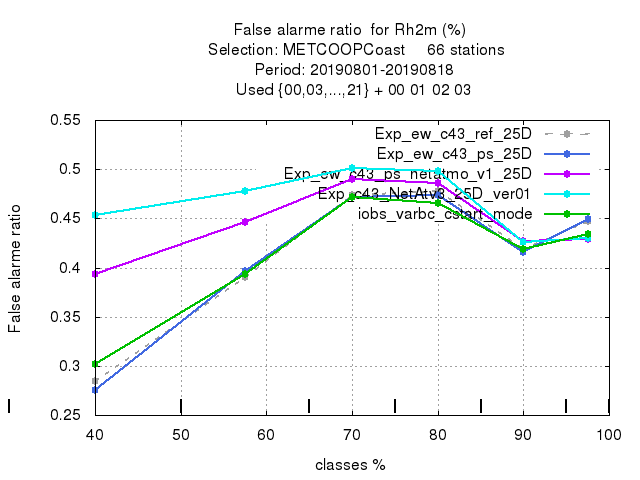 False alarme ratio  for Rh2m (%)
Selection: METCOOPCoast     66 stations
Period: 20190801-20190818
Used {00,03,...,21} + 00 01 02 03
Exp_ew_c43_ref_25D
Exp_ew_c43_ps_25D
Exp_ew_c43_ps_netatmo_v1_25D
Exp_c43_NetAtv3_25D_ver01
iobs_varbc_cstart_mode
False alarme ratio
0.55
0.5
0.45
0.4
0.35
0.3
0.25
40 50 60 70 80 90 100
classes %